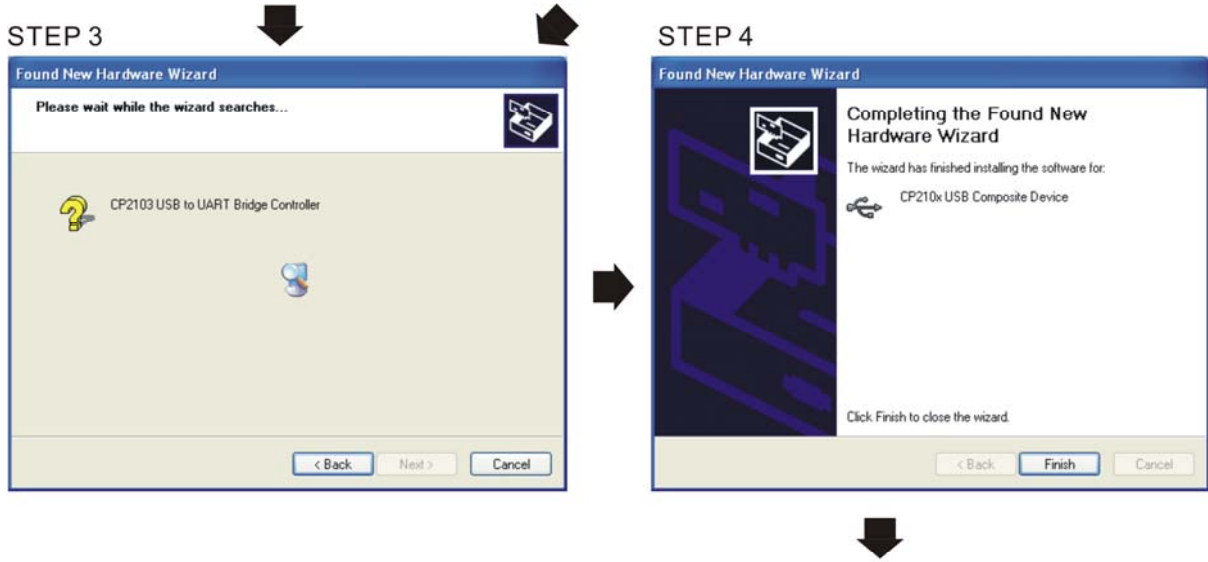 STEP 3
Found New Hardware Wizard
Please wait while the wizard searches...
CP2103 USB to UART Bridge Controller
< Back
Next >
Cancel
STEP 4
Found New Hardware Wizard
Completing the Found New
Hardware Wizard
The wizard has finished installing the software for:
CP210x USB Composite Device
Click Finish to close the wizard.
< Back
Finish
Cancel